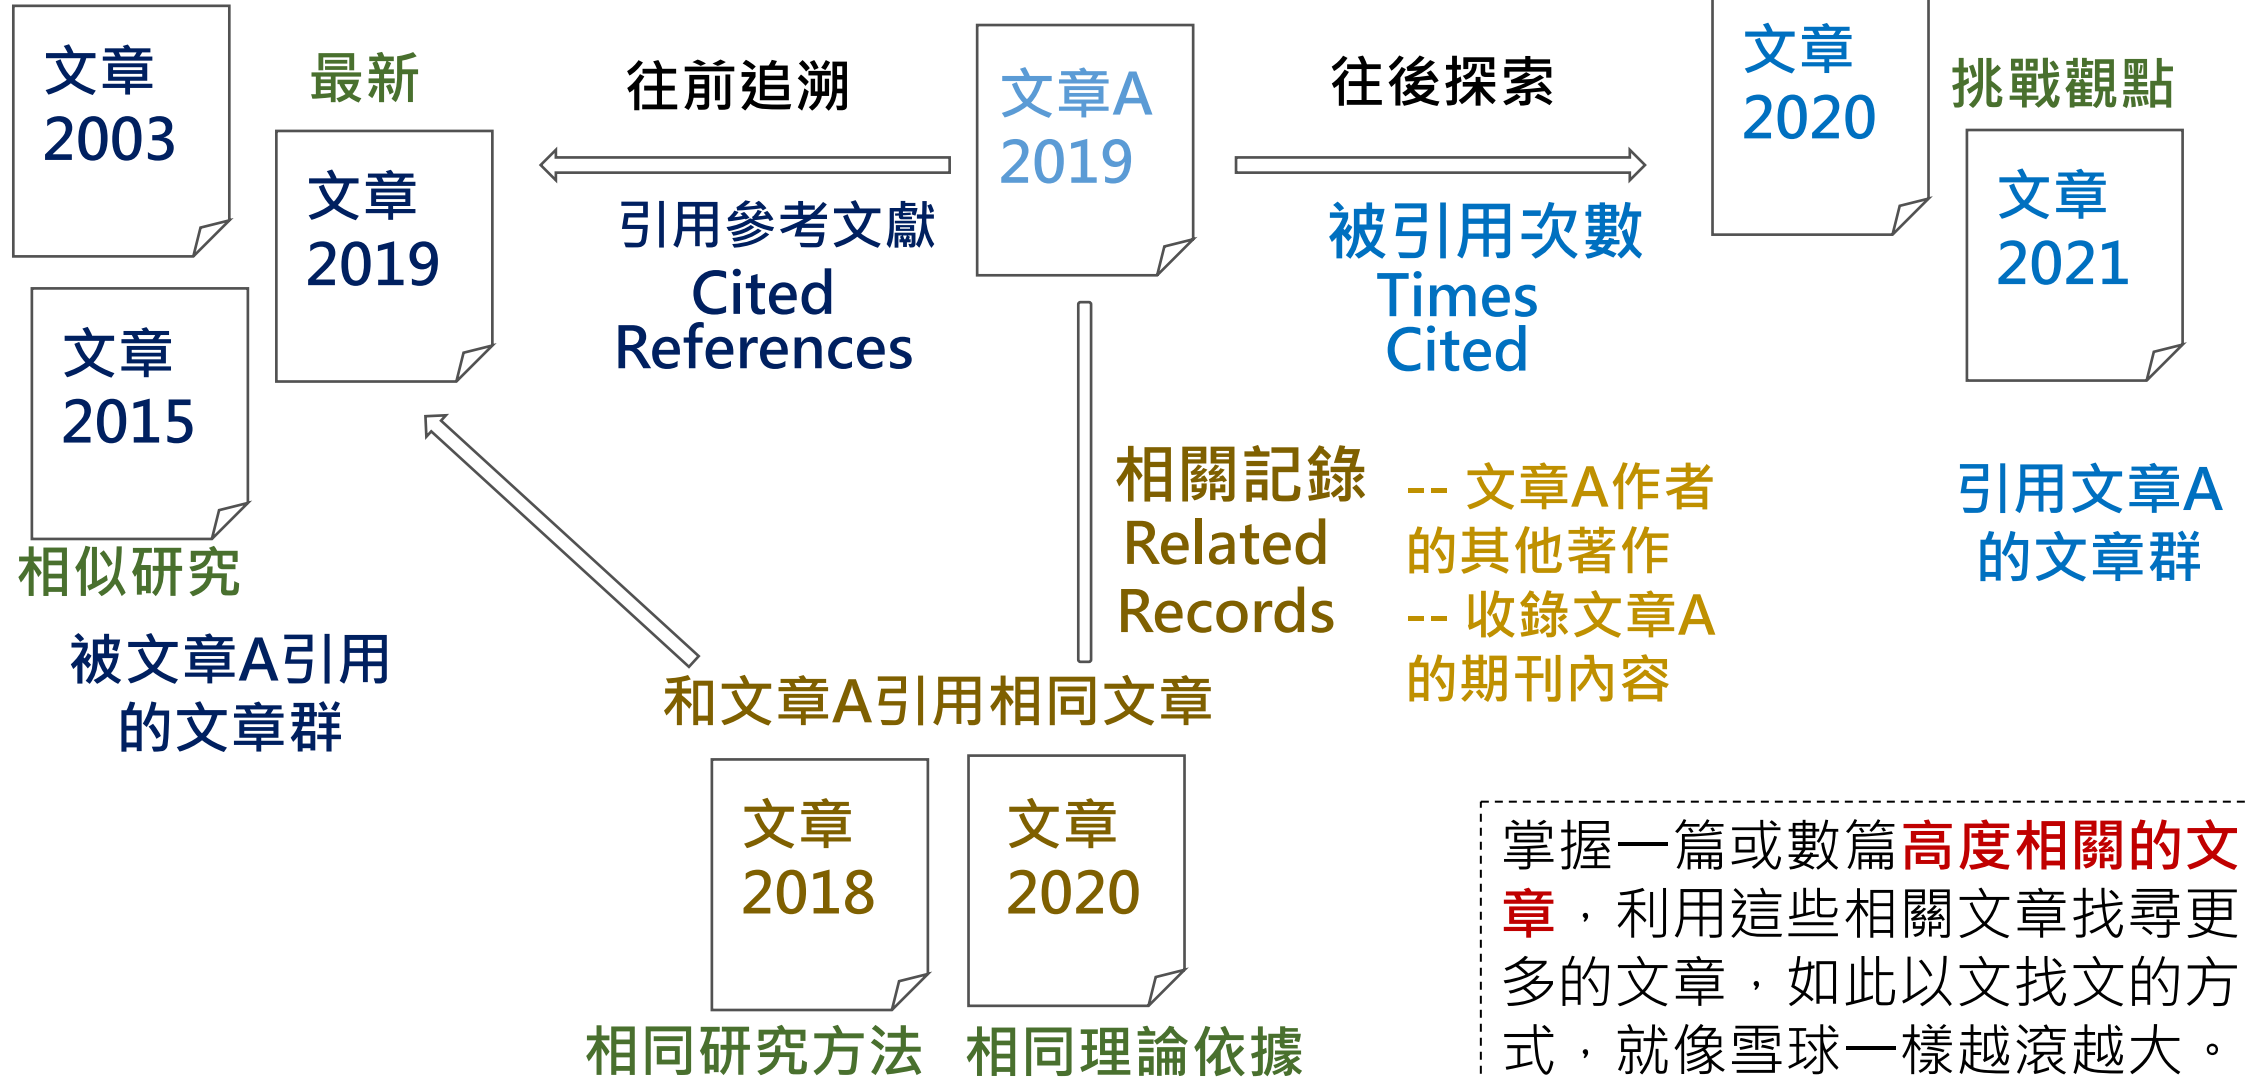 文章
2003
最新
文章
2019
文章
2015
相似研究
被文章A引用
的文章群
往前追溯
引用參考文獻
Cited
References
文章A
2019
往後探索
被引用次數
Times
Cited
文章
2020
挑戰觀點
文章
2021
引用文章A
的文章群
相關記錄
Related
Records
-- 文章A作者
的其他著作
-- 收錄文章A
的期刊內容
和文章A引用相同文章
文章
2018
相同研究方法
文章
2020
相同理論依據
掌握一篇或數篇高度相關的文
章，利用這些相關文章找尋更
多的文章，如此以文找文的方
式，就像雪球一樣越滾越大。